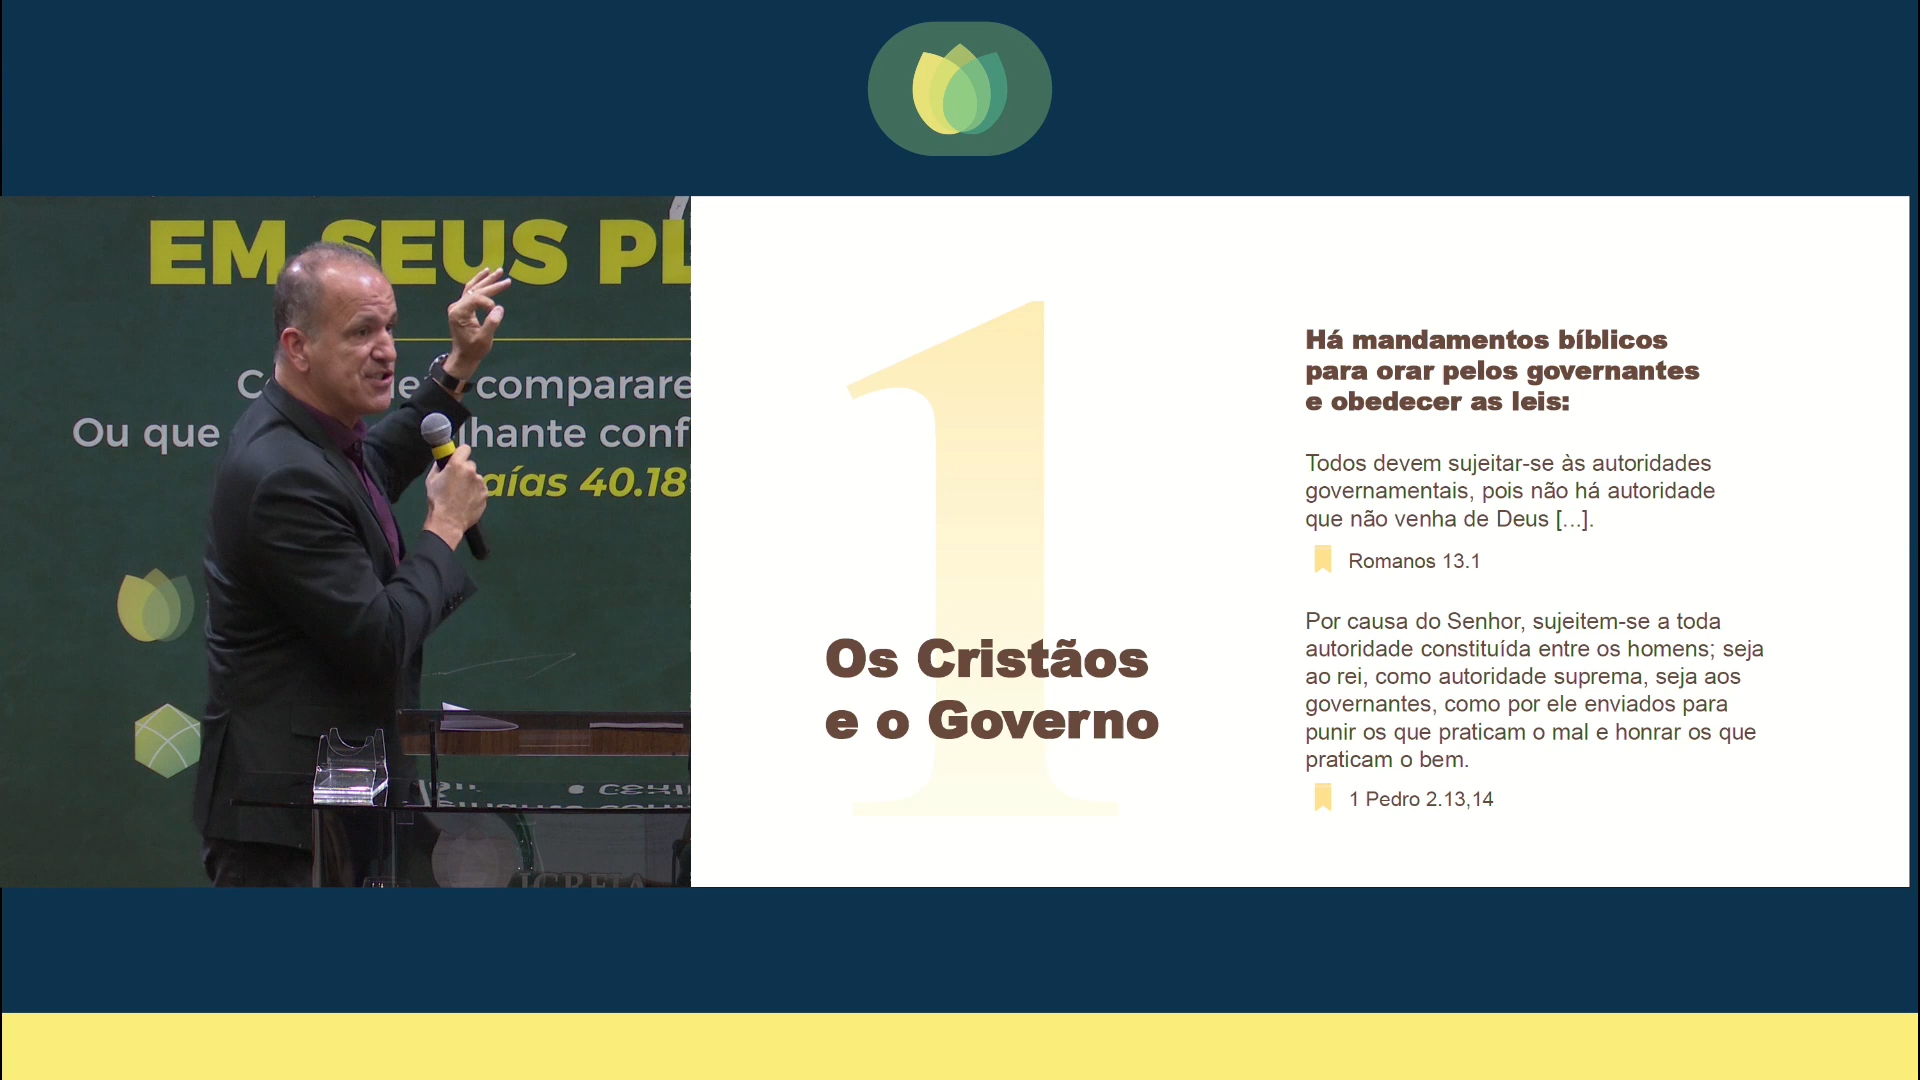 EM SEUS PL
comparare
Ou que lhante conf
aías 40.18
Os Cristãos
e o Governo
Há mandamentos bíblicos
para orar pelos governantes
e obedecer as leis:
Todos devem sujeitar-se às autoridades
governamentais, pois não há autoridade
que não venha de Deus [...].
Romanos 13.1
Por causa do Senhor, sujeitem-se a toda
autoridade constituída entre os homens; seja
ao rei, como autoridade suprema, seja aos
governantes, como por ele enviados para
punir os que praticam o mal e honrar os que
praticam o bem.
1 Pedro 2.13,14
1
IGREJA